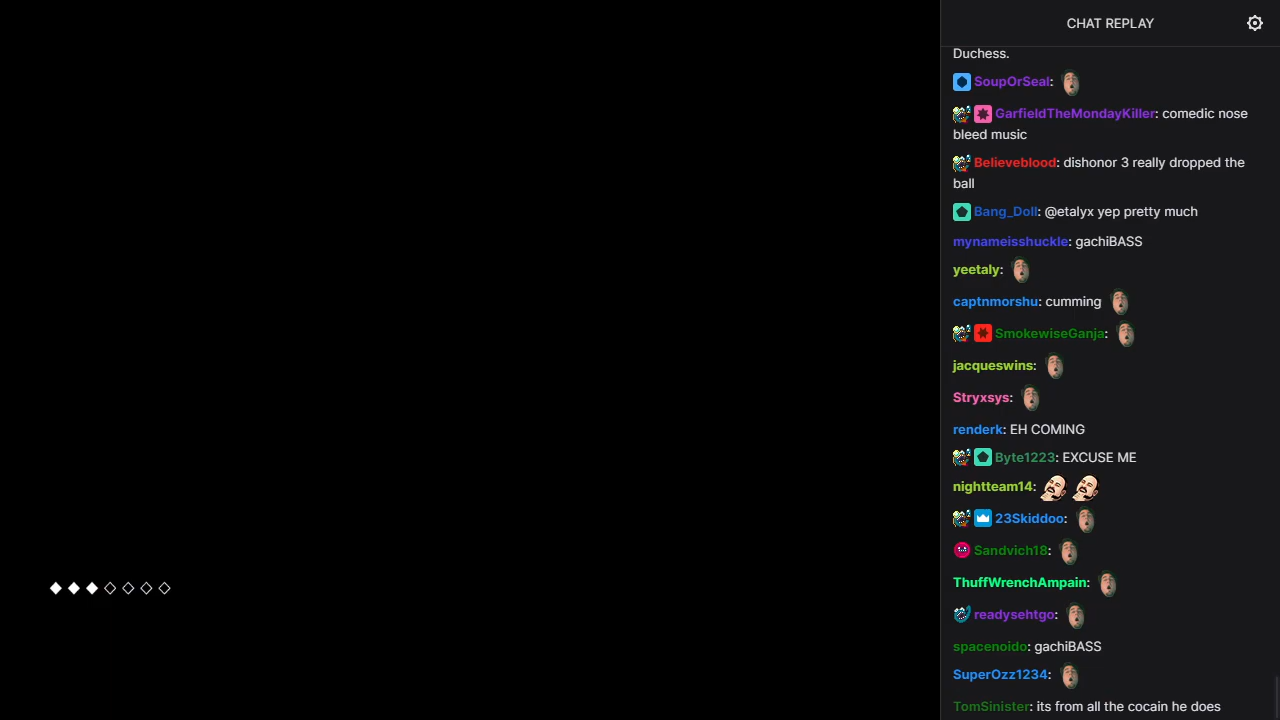 CHAT REPLAY
Duchess.
SoupOrSeal:
GarfieldTheMondayKiller: comedic nose
bleed music
Believeblood: dishonor 3 really dropped the
ball
Bang_Doll: @etalyx yep pretty much
mynameisshuckle: gachiBASS
yeetaly:
captnmorshu: cumming
SmokewiseGanja:
jacqueswins:
Stryxsys:
renderk: EH COMING
Byte1223: EXCUSE ME
nightteam14:
23Skiddoo:
Sandvich18:
ThuffWrenchAmpain:
readysehtgo:
spacenoido: gachiBASS
SuperOzz1234:
TomSinister: its from all the cocain he does